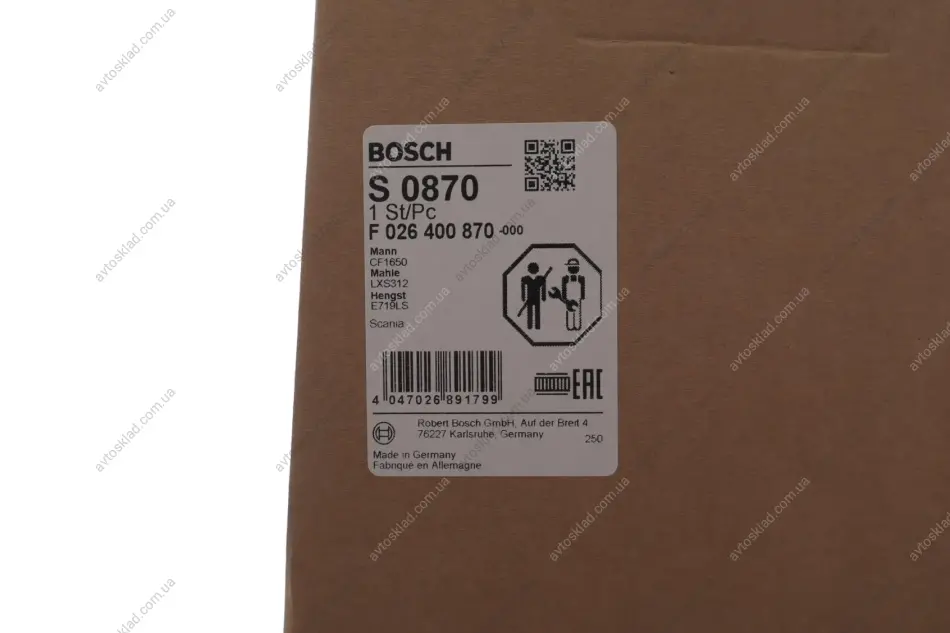 BOSCH
S 0870
1 St/Pc
F 026 400 870 -000
Mann
CF1650
Mahle
LXS312
Hengst
E719LS
Scania
4 047026 891799
EAC
Robert Bosch GmbH, Auf der Breit 4
76227 Karlsruhe, Germany
250
Made in Germany
Fabriqué en Allemagne
avtosklad.com.ua